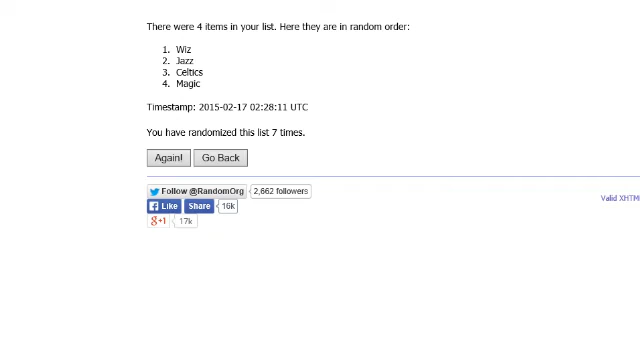 There were 4 items in your list. Here they are in random order:
1. Wiz
2. Jazz
3. Celtics
4. Magic
Timestamp: 2015-02-17 02:28:11 UTC
You have randomized this list 7 times.
Again! Go Back
Follow @RandomOrg 2,662 followers
Like Share 16k
Valid XHTM
g+1 17k